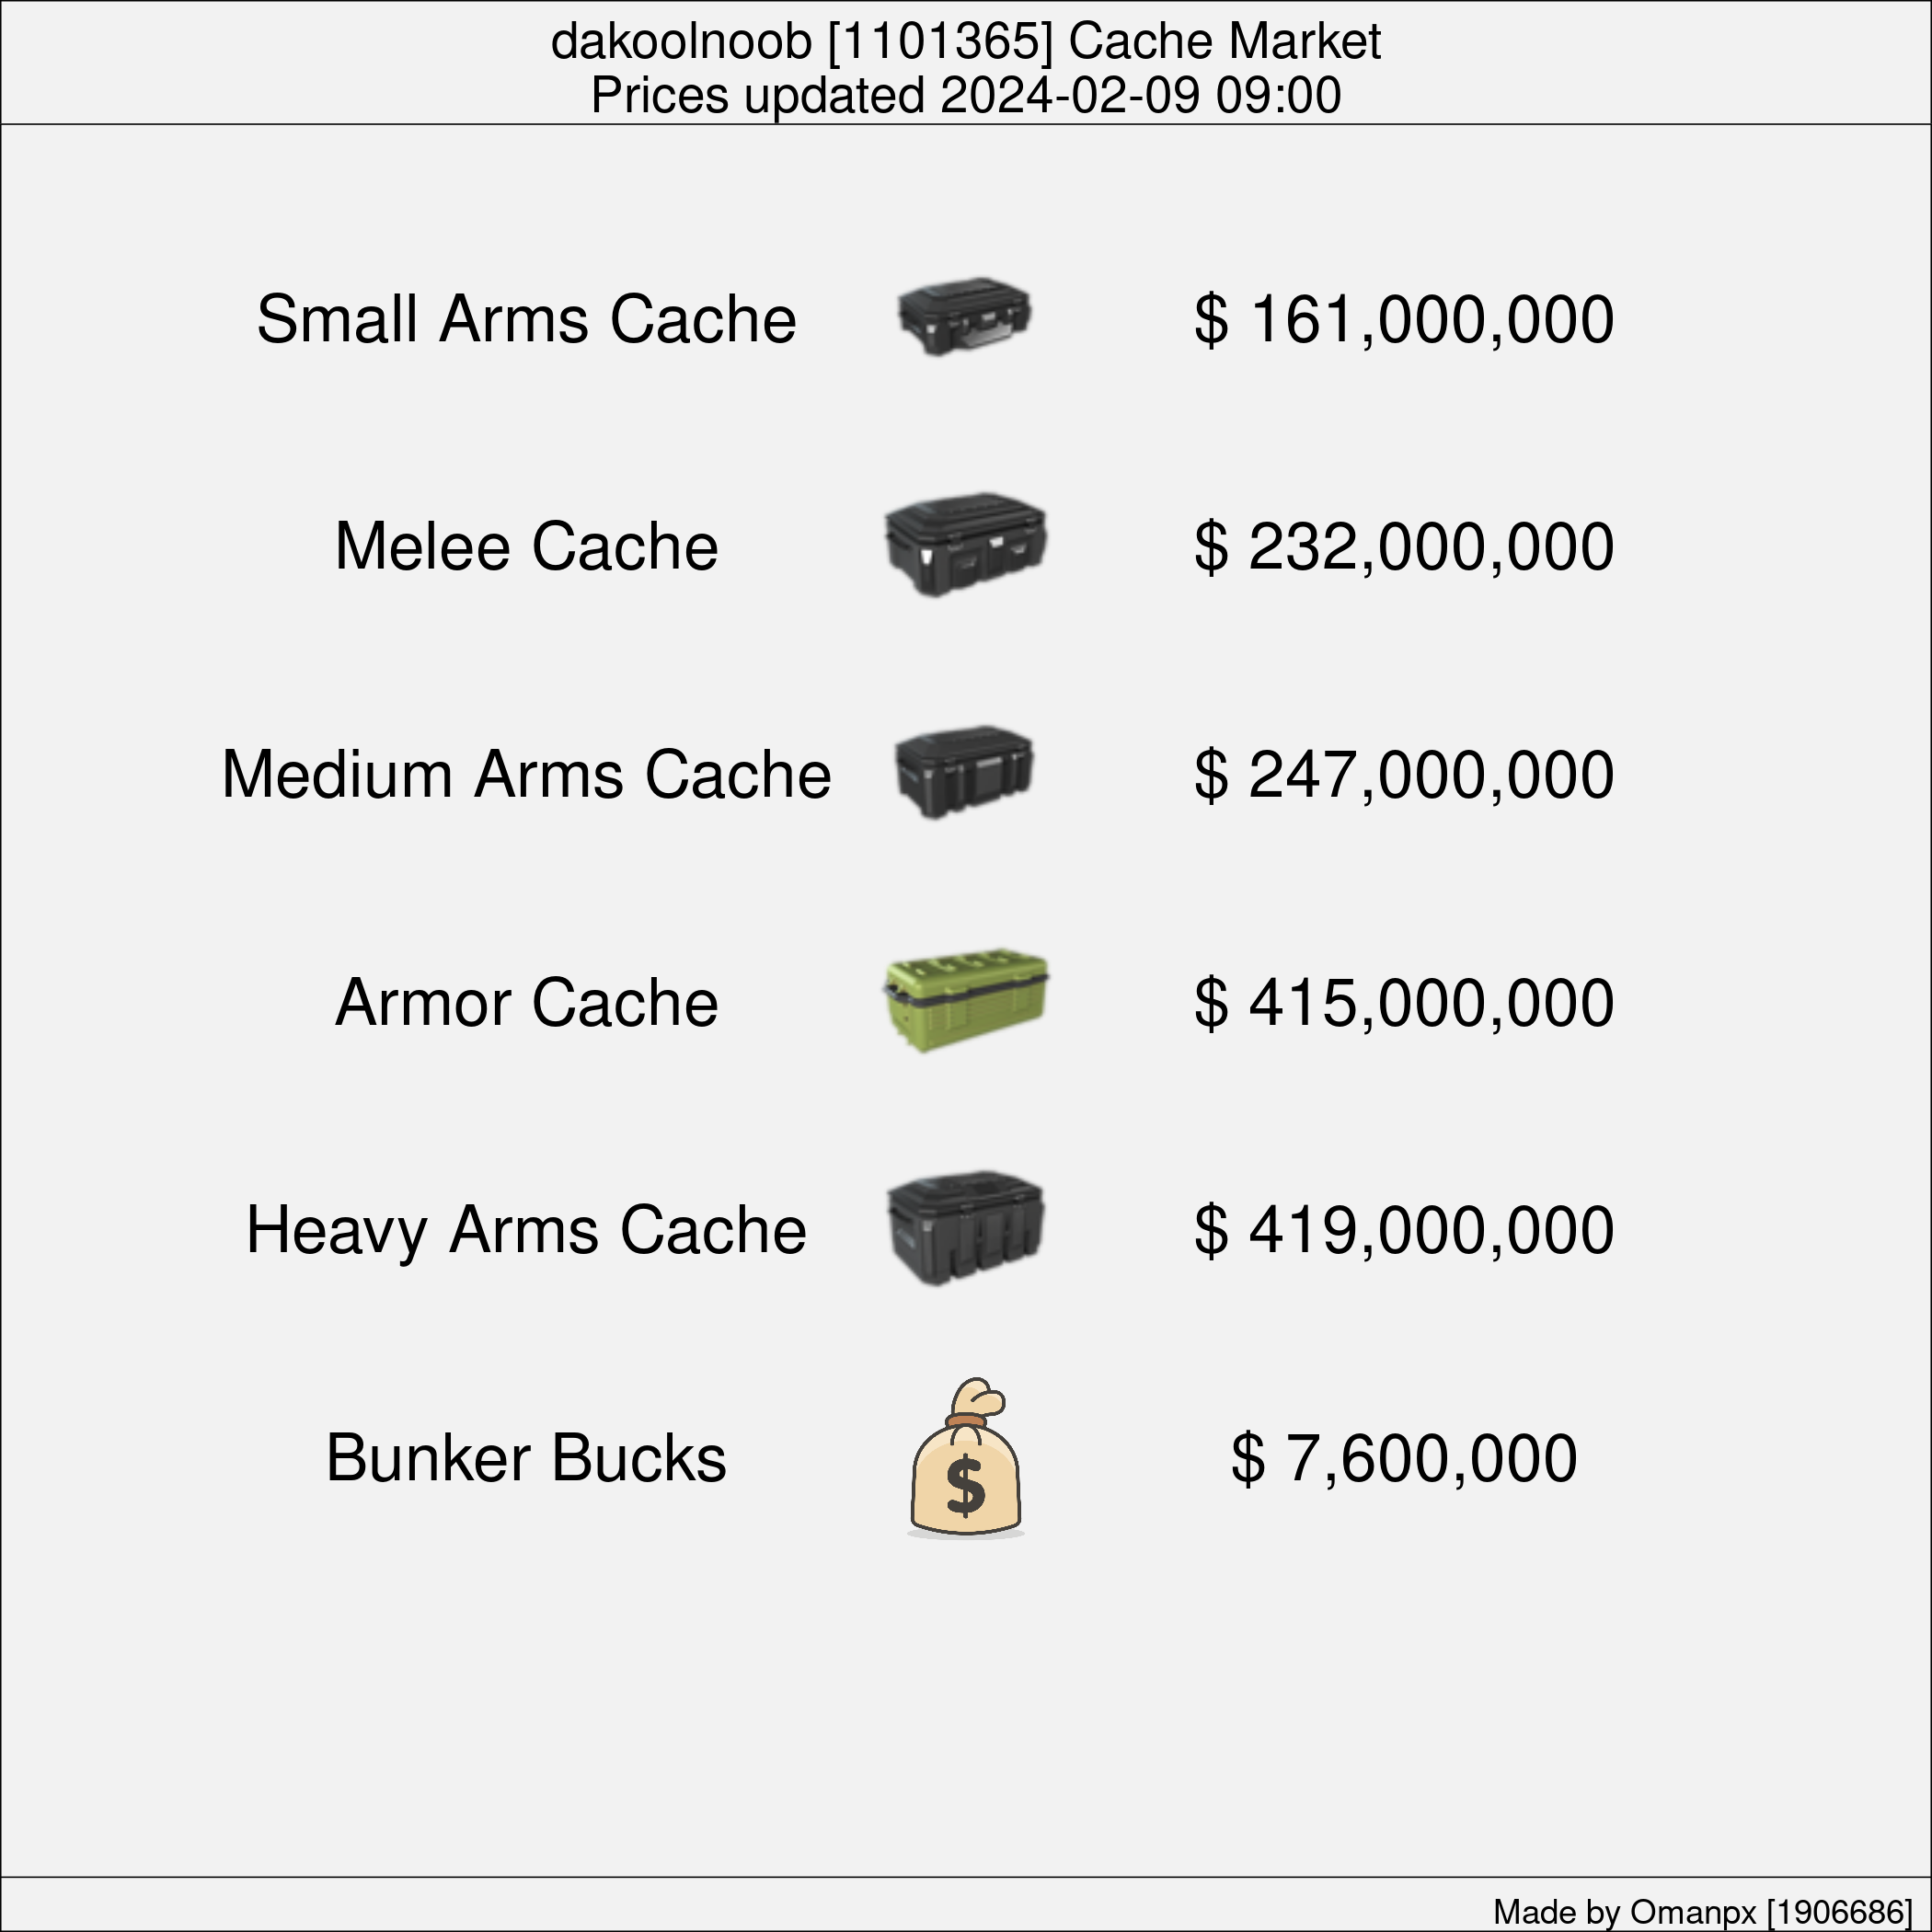 dakoolnoob [1101365] Cache Market
Prices updated 2024-02-09 09:00
Small Arms Cache $ 161,000,000
Melee Cache $ 232,000,000
Medium Arms Cache $ 247,000,000
Armor Cache $ 415,000,000
Heavy Arms Cache $ 419,000,000
Bunker Bucks $ $ 7,600,000
Made by Omanpx [1906686]